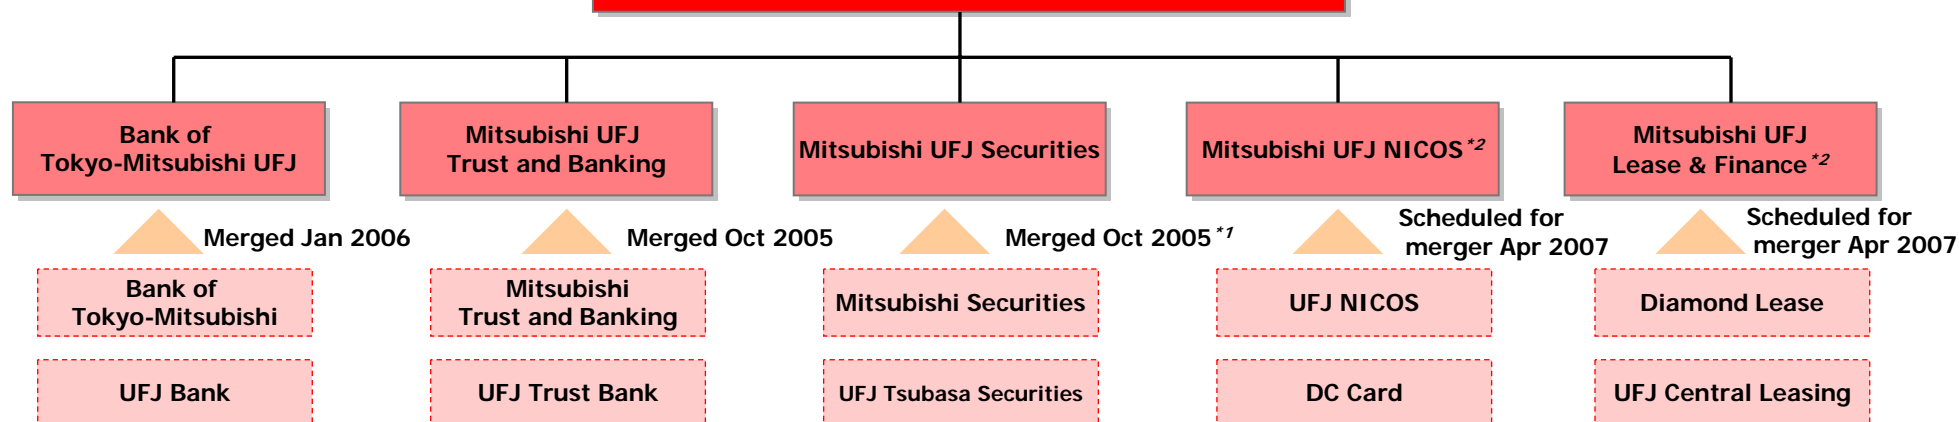 Bank of
Tokyo-Mitsubishi UFJ
Mitsubishi UFJ
Trust and Banking
Mitsubishi UFJ Securities
Mitsubishi UFJ NICOS*2
Mitsubishi UFJ
Lease & Finance*2
Merged Jan 2006
Merged Oct 2005
Merged Oct 2005*1
Scheduled for
merger Apr 2007
Scheduled for
merger Apr 2007
Bank of
Tokyo-Mitsubishi
Mitsubishi
Trust and Banking
Mitsubishi Securities
UFJ NICOS
Diamond Lease
UFJ Bank
UFJ Trust Bank
UFJ Tsubasa Securities
DC Card
UFJ Central Leasing